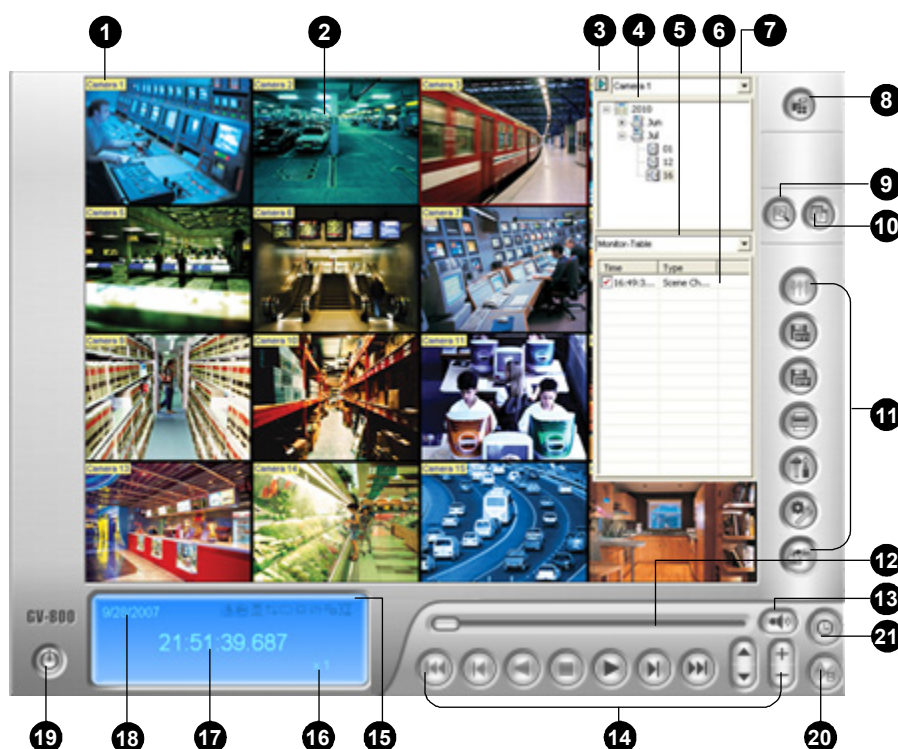 1 2 3 4 5 6 7
Camera 1 Camera 2 Camera 3 Camera 1
8
2010
Jun
Jul
01
12
16
9
10
Camera 5 Camera 6 Camera 7
Monitor-Table
Time Type
16:49:3... Scene Ch...
11
Camera 9 Camera 10 Camera 11
Camera 13 Camera 14 Camera 15
12
13
GV-800
9/28/2007
21:51:39.687
x 1
21
19 18 17 16 15 14 20